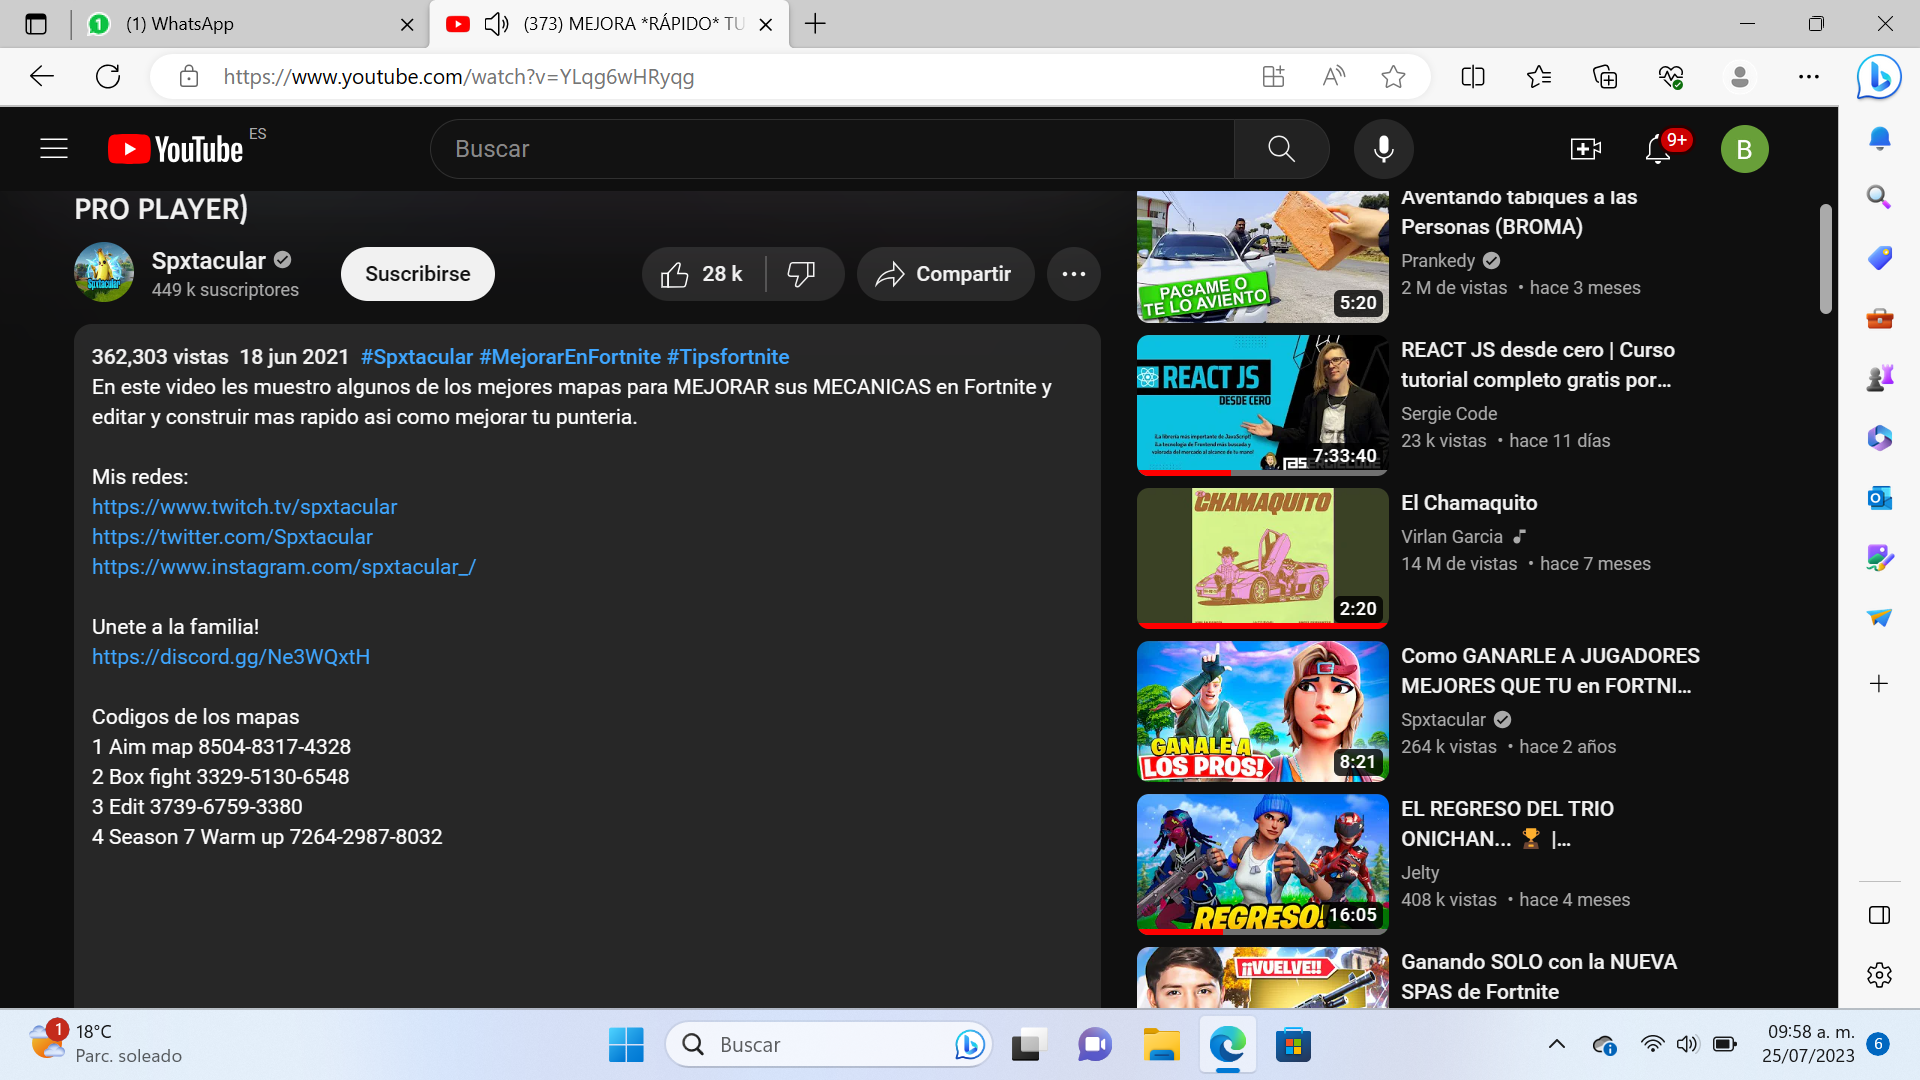 (1) WhatsApp
(373) MEJORA *RÁPIDO* TU
https://www.youtube.com/watch?v=YLqg6wHRyqg
YouTube ES
Buscar
9+
B
PRO PLAYER)
Spxtacular
449 k suscriptores
Suscribirse
28 k
Compartir
362,303 vistas 18 jun 2021 #Spxtacular #MejorarEnFortnite #Tipsfortnite
En este video les muestro algunos de los mejores mapas para MEJORAR sus MECANICAS en Fortnite y
editar y construir mas rapido asi como mejorar tu punteria.
Mis redes:
https://www.twitch.tv/spxtacular
https://twitter.com/Spxtacular
https://www.instagram.com/spxtacular_/
Unete a la familia!
https://discord.gg/Ne3WQxtH
Codigos de los mapas
1 Aim map 8504-8317-4328
2 Box fight 3329-5130-6548
3 Edit 3739-6759-3380
4 Season 7 Warm up 7264-2987-8032
PAGAME O
TE LO AVIENTO
5:20
Aventando tabiques a las
Personas (BROMA)
Prankedy
2 M de vistas • hace 3 meses
REACT JS
DESDE CERO
7:33:40
REACT JS desde cero | Curso
tutorial completo gratis por...
Sergie Code
23 k vistas • hace 11 días
CHAMAQUITO
2:20
El Chamaquito
Virlan Garcia
14 M de vistas • hace 7 meses
GANALE A
LOS PROS!
8:21
Como GANARLE A JUGADORES
MEJORES QUE TU en FORTNI...
Spxtacular
264 k vistas • hace 2 años
REGRESO!
16:05
EL REGRESO DEL TRIO
ONICHAN... 🏆 |...
Jelty
408 k vistas • hace 4 meses
¡¡VUELVE!!
Ganando SOLO con la NUEVA
SPAS de Fortnite
1
18°C
Parc. soleado
Buscar
09:58 a. m.
25/07/2023
6